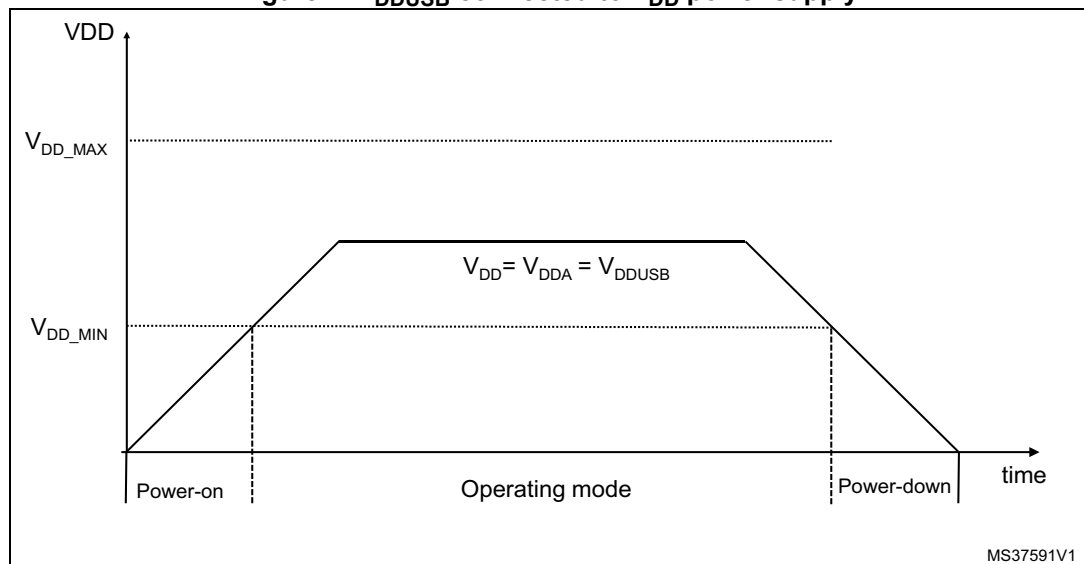 VDD
V_DD_MAX
V_DD = V_DDA = V_DDUSB
V_DD_MIN
time
Power-on Operating mode Power-down
MS37591V1